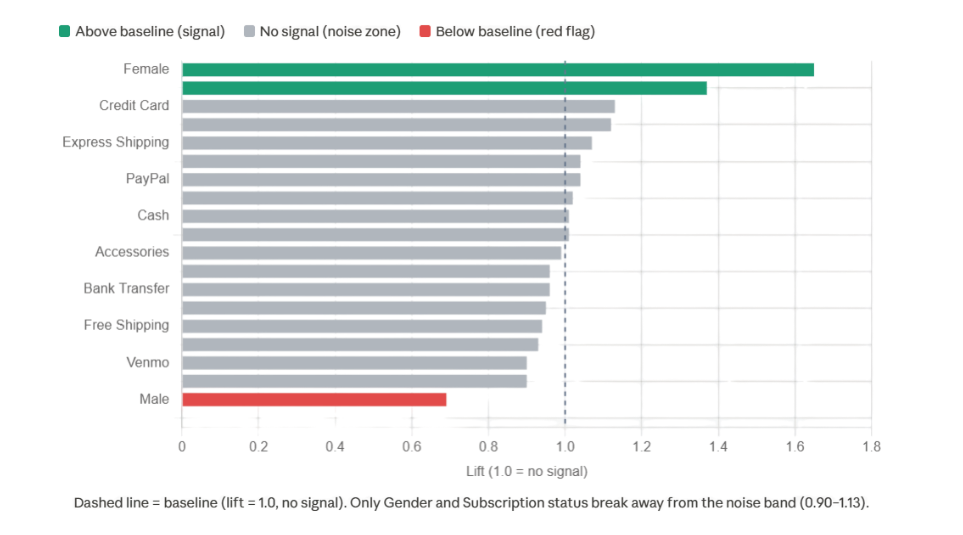 Above baseline (signal) No signal (noise zone) Below baseline (red flag)
Female
Credit Card
Express Shipping
PayPal
Cash
Accessories
Bank Transfer
Free Shipping
Venmo
Male
0 0.2 0.4 0.6 0.8 1.0 1.2 1.4 1.6 1.8
Lift (1.0 = no signal)
Dashed line = baseline (lift = 1.0, no signal). Only Gender and Subscription status break away from the noise band (0.90–1.13).